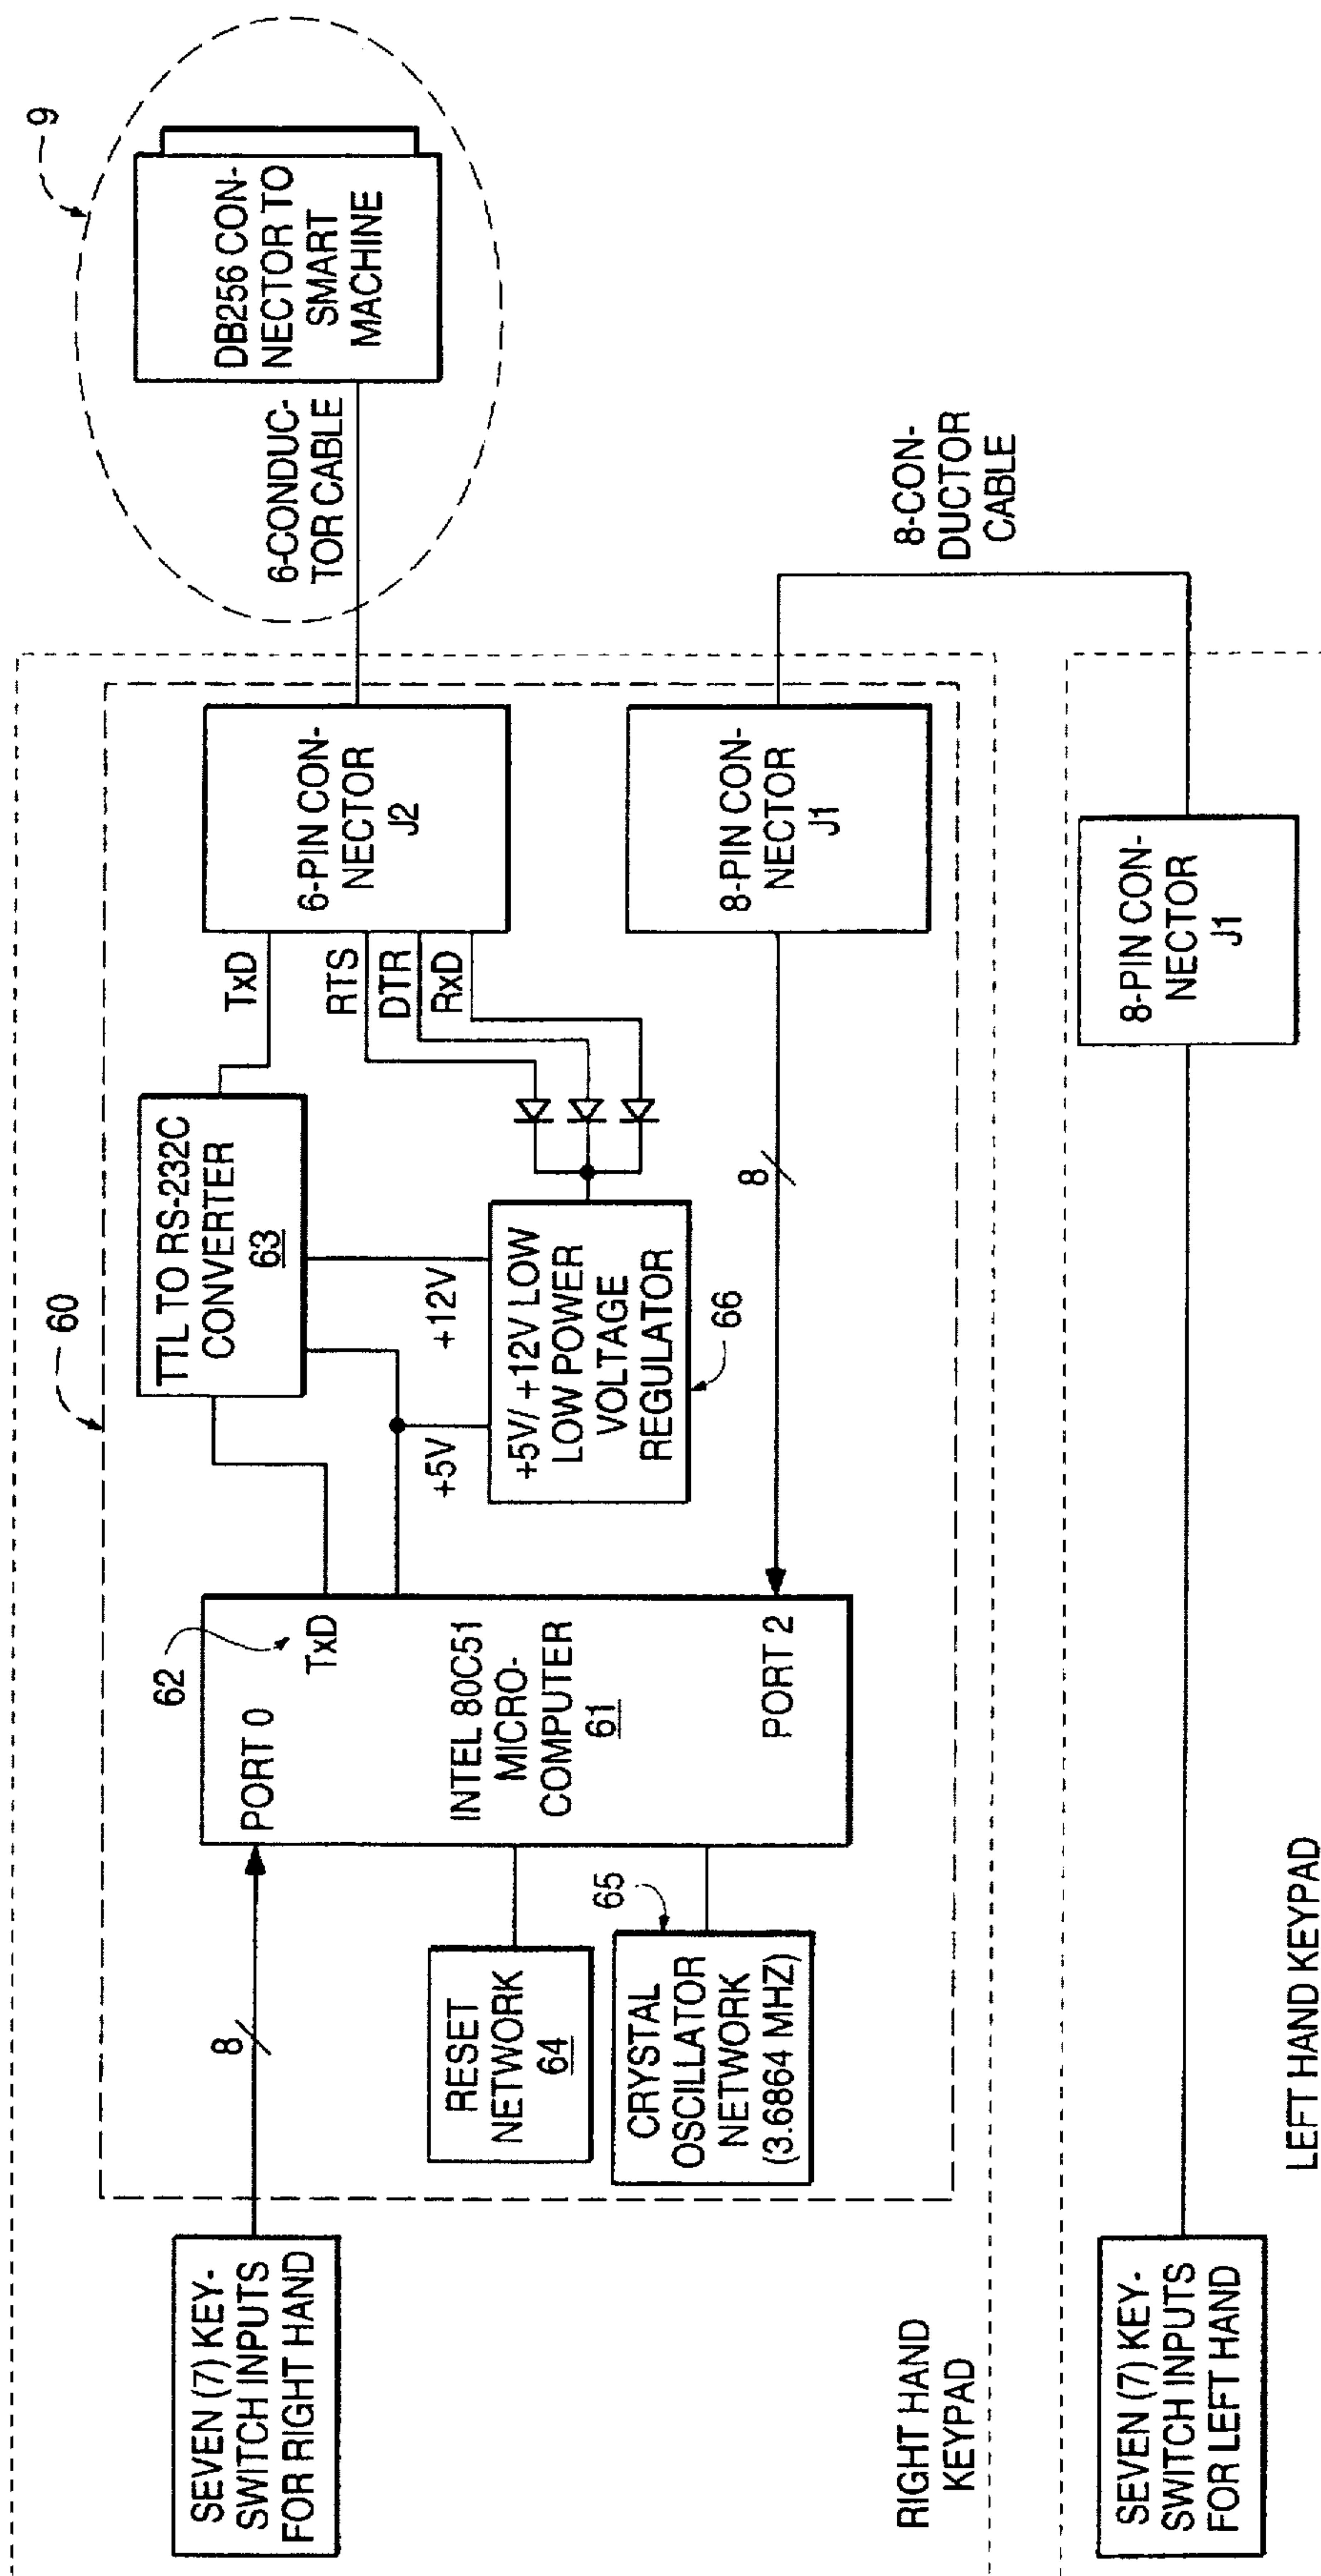 SEVEN (7) KEY-
SWITCH INPUTS
FOR RIGHT HAND
8
60
62
PORT 0
TxD
INTEL 80C51
MICRO-
COMPUTER
61
PORT 2
RESET
NETWORK
64
65
CRYSTAL
OSCILLATOR
NETWORK
(3.6864 MHZ)
TTL TO RS-232C
CONVERTER
63
+5V
+12V
+5V/ +12V LOW
LOW POWER
VOLTAGE
REGULATOR
66
8
TxD
RTS
DTR
RxD
6-PIN CON-
NECTOR
J2
8-PIN CON-
NECTOR
J1
6-CONDUC-
TOR CABLE
DB256 CON-
NECTOR TO
SMART
MACHINE
9
8-CON-
DUCTOR
CABLE
RIGHT HAND
KEYPAD
SEVEN (7) KEY-
SWITCH INPUTS
FOR LEFT HAND
8-PIN CON-
NECTOR
J1
LEFT HAND KEYPAD